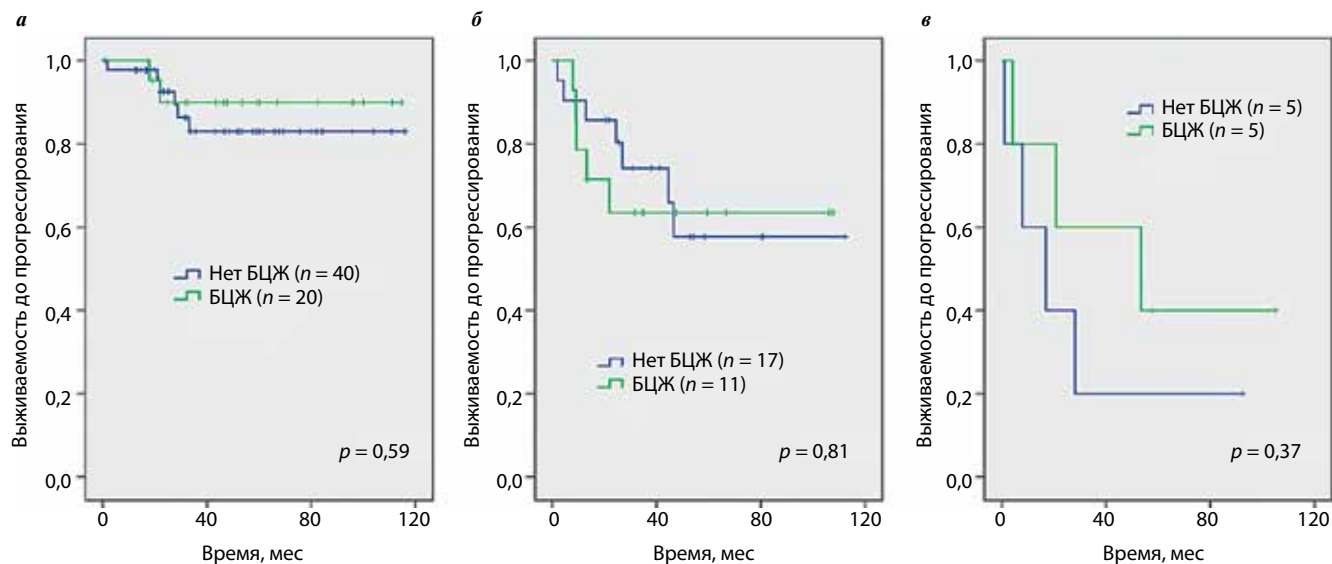 а
Выживаемость до прогрессирования
1,0
0,8
0,6
0,4
0,2
0,0
Нет БЦЖ (n = 40)
БЦЖ (n = 20)
p = 0,59
0 40 80 120
Время, мес
б
Выживаемость до прогрессирования
1,0
0,8
0,6
0,4
0,2
0,0
Нет БЦЖ (n = 17)
БЦЖ (n = 11)
p = 0,81
0 40 80 120
Время, мес
в
Выживаемость до прогрессирования
1,0
0,8
0,6
0,4
0,2
0,0
Нет БЦЖ (n = 5)
БЦЖ (n = 5)
p = 0,37
0 40 80 120
Время, мес